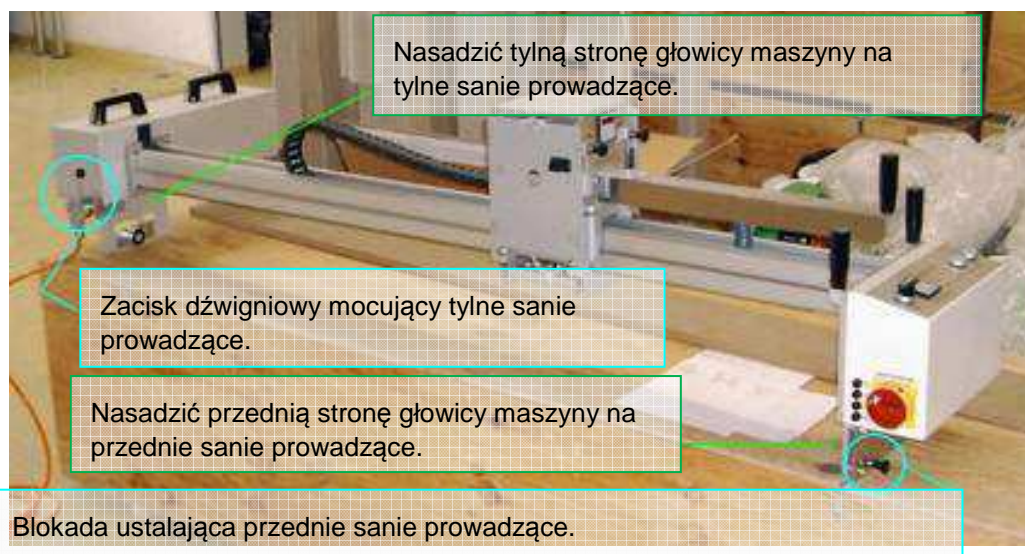 Nasadzić tylną stronę głowicy maszyny na
tylne sanie prowadzące.
Zacisk dźwigniowy mocujący tylne sanie
prowadzące.
Nasadzić przednią stronę głowicy maszyny na
przednie sanie prowadzące.
Blokada ustalająca przednie sanie prowadzące.